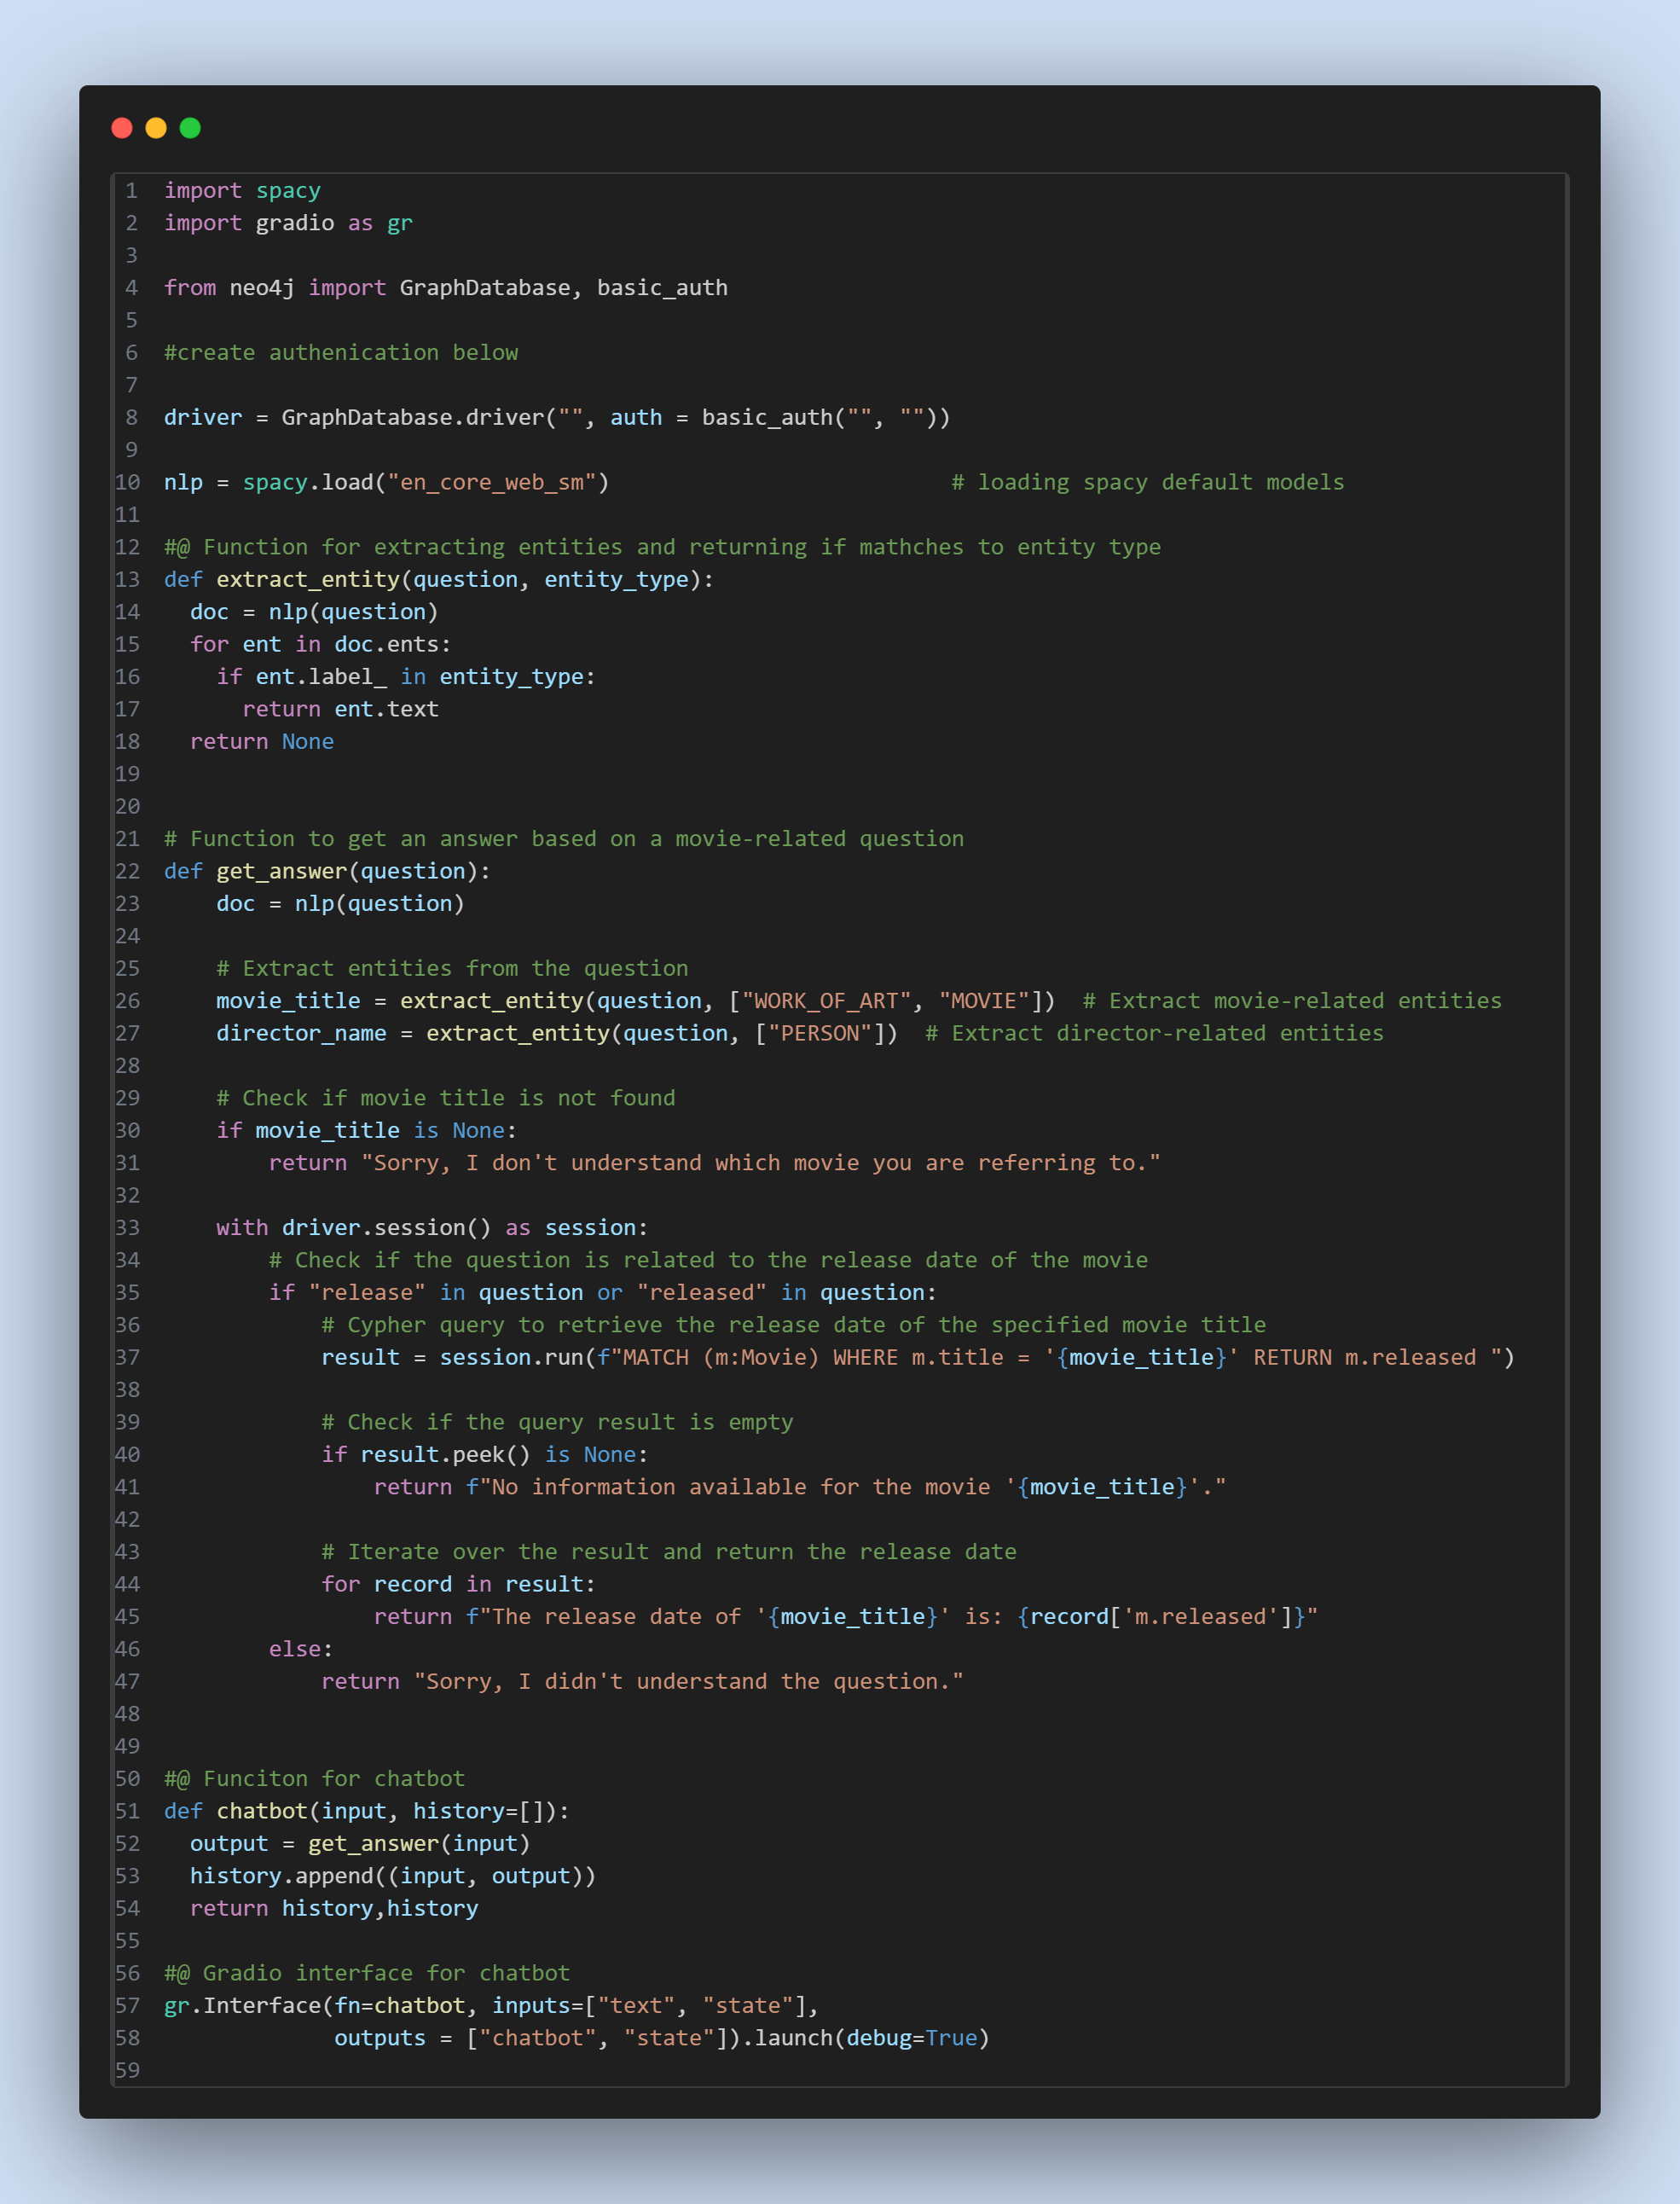 1 import spacy
2 import gradio as gr
3
4 from neo4j import GraphDatabase, basic_auth
5
6 #create authenication below
7
8 driver = GraphDatabase.driver("", auth = basic_auth("", ""))
9
10 nlp = spacy.load("en_core_web_sm")                          # loading spacy default models
11
12 #@ Function for extracting entities and returning if mathches to entity type
13 def extract_entity(question, entity_type):
14   doc = nlp(question)
15   for ent in doc.ents:
16     if ent.label_ in entity_type:
17       return ent.text
18   return None
19
20
21 # Function to get an answer based on a movie-related question
22 def get_answer(question):
23     doc = nlp(question)
24
25     # Extract entities from the question
26     movie_title = extract_entity(question, ["WORK_OF_ART", "MOVIE"])  # Extract movie-related entities
27     director_name = extract_entity(question, ["PERSON"])  # Extract director-related entities
28
29     # Check if movie title is not found
30     if movie_title is None:
31         return "Sorry, I don't understand which movie you are referring to."
32
33     with driver.session() as session:
34         # Check if the question is related to the release date of the movie
35         if "release" in question or "released" in question:
36             # Cypher query to retrieve the release date of the specified movie title
37             result = session.run(f"MATCH (m:Movie) WHERE m.title = '{movie_title}' RETURN m.released ")
38
39             # Check if the query result is empty
40             if result.peek() is None:
41                 return f"No information available for the movie '{movie_title}'."
42
43             # Iterate over the result and return the release date
44             for record in result:
45                 return f"The release date of '{movie_title}' is: {record['m.released']}"
46         else:
47             return "Sorry, I didn't understand the question."
48
49
50 #@ Funciton for chatbot
51 def chatbot(input, history=[]):
52   output = get_answer(input)
53   history.append((input, output))
54   return history,history
55
56 #@ Gradio interface for chatbot
57 gr.Interface(fn=chatbot, inputs=["text", "state"],
58              outputs = ["chatbot", "state"]).launch(debug=True)
59